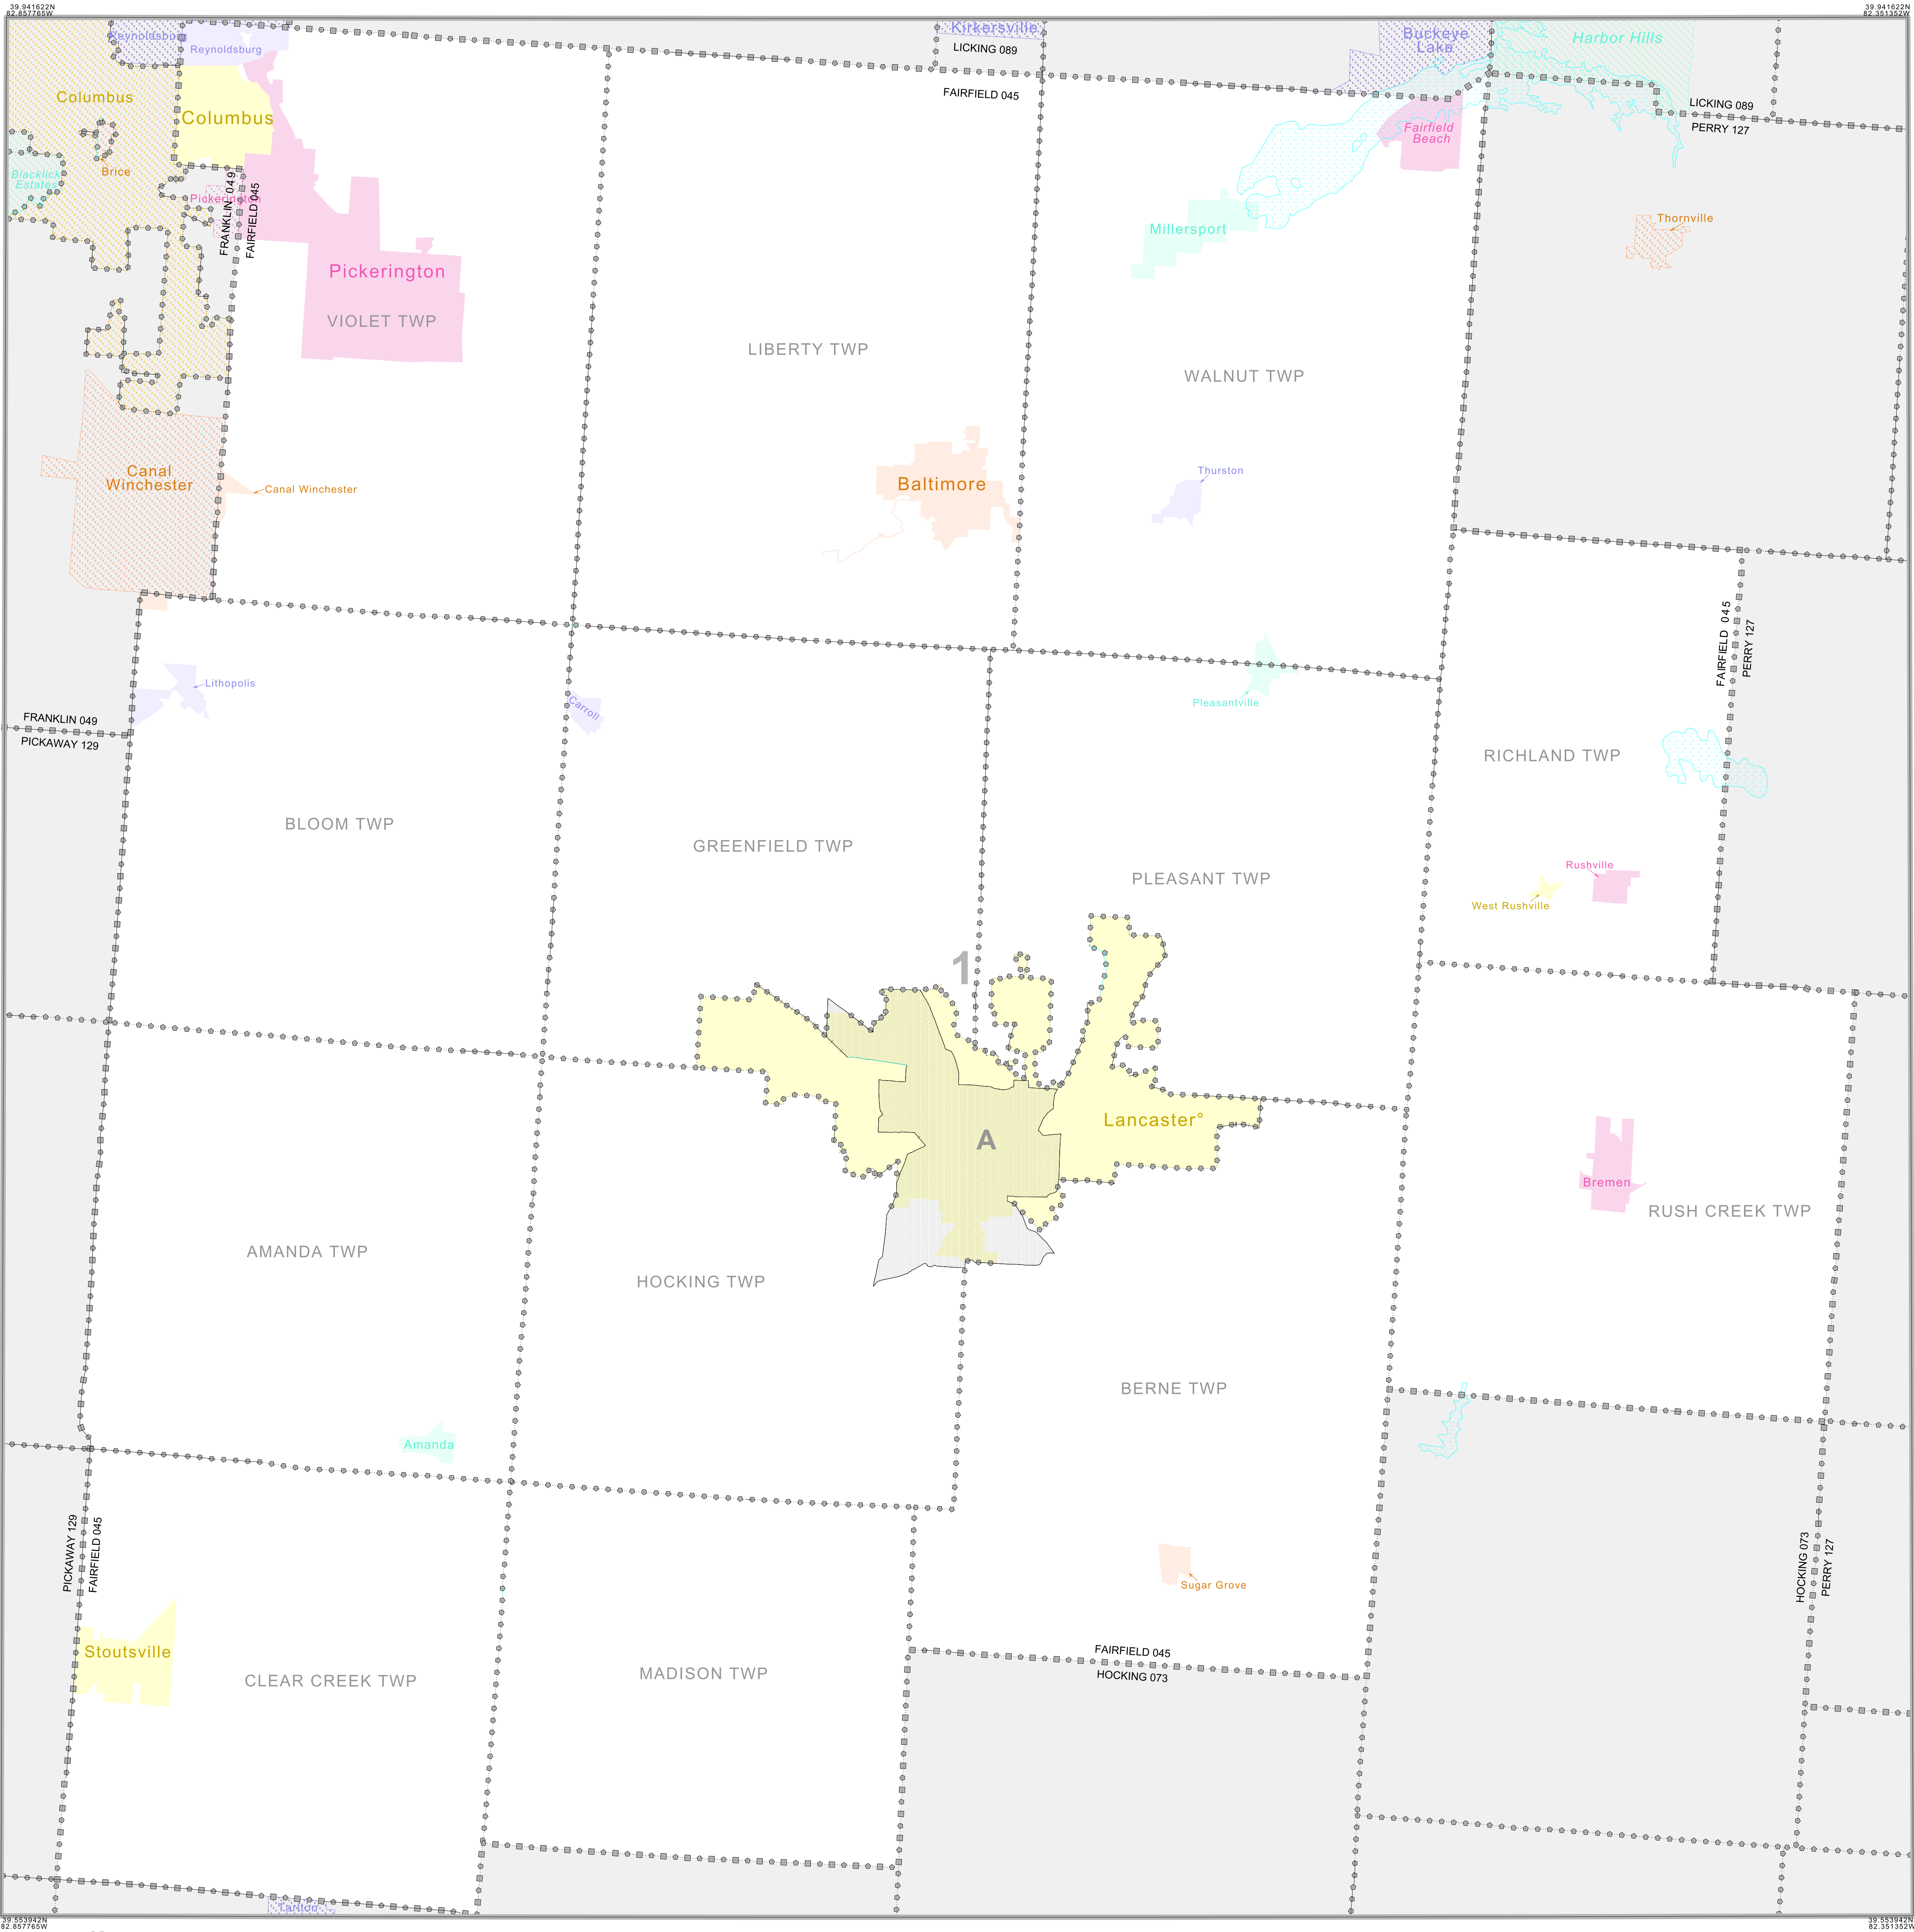 39.941622N
82.857765W
39.941622N
82.351352W
Reynoldsburg
Reynoldsburg
Kirkersville
LICKING 089
FAIRFIELD 045
Buckeye
Lake
Harbor Hills
Columbus
Columbus
LICKING 089
PERRY 127
Fairfield
Beach
Brice
Blacklick
Estates
Pickerington
FRANKLIN 049
FAIRFIELD 045
Thornville
Millersport
Pickerington
VIOLET TWP
LIBERTY TWP
WALNUT TWP
Canal
Winchester
Canal Winchester
Baltimore
Thurston
FAIRFIELD 045
PERRY 127
Lithopolis
Carroll
Pleasantville
FRANKLIN 049
PICKAWAY 129
RICHLAND TWP
BLOOM TWP
GREENFIELD TWP
PLEASANT TWP
Rushville
West Rushville
1
Lancaster°
A
Bremen
RUSH CREEK TWP
AMANDA TWP
HOCKING TWP
BERNE TWP
Amanda
PICKAWAY 129
FAIRFIELD 045
HOCKING 073
PERRY 127
Sugar Grove
Stoutsville
CLEAR CREEK TWP
MADISON TWP
FAIRFIELD 045
HOCKING 073
Tarlton
39.553942N
82.857765W
39.553942N
82.351352W